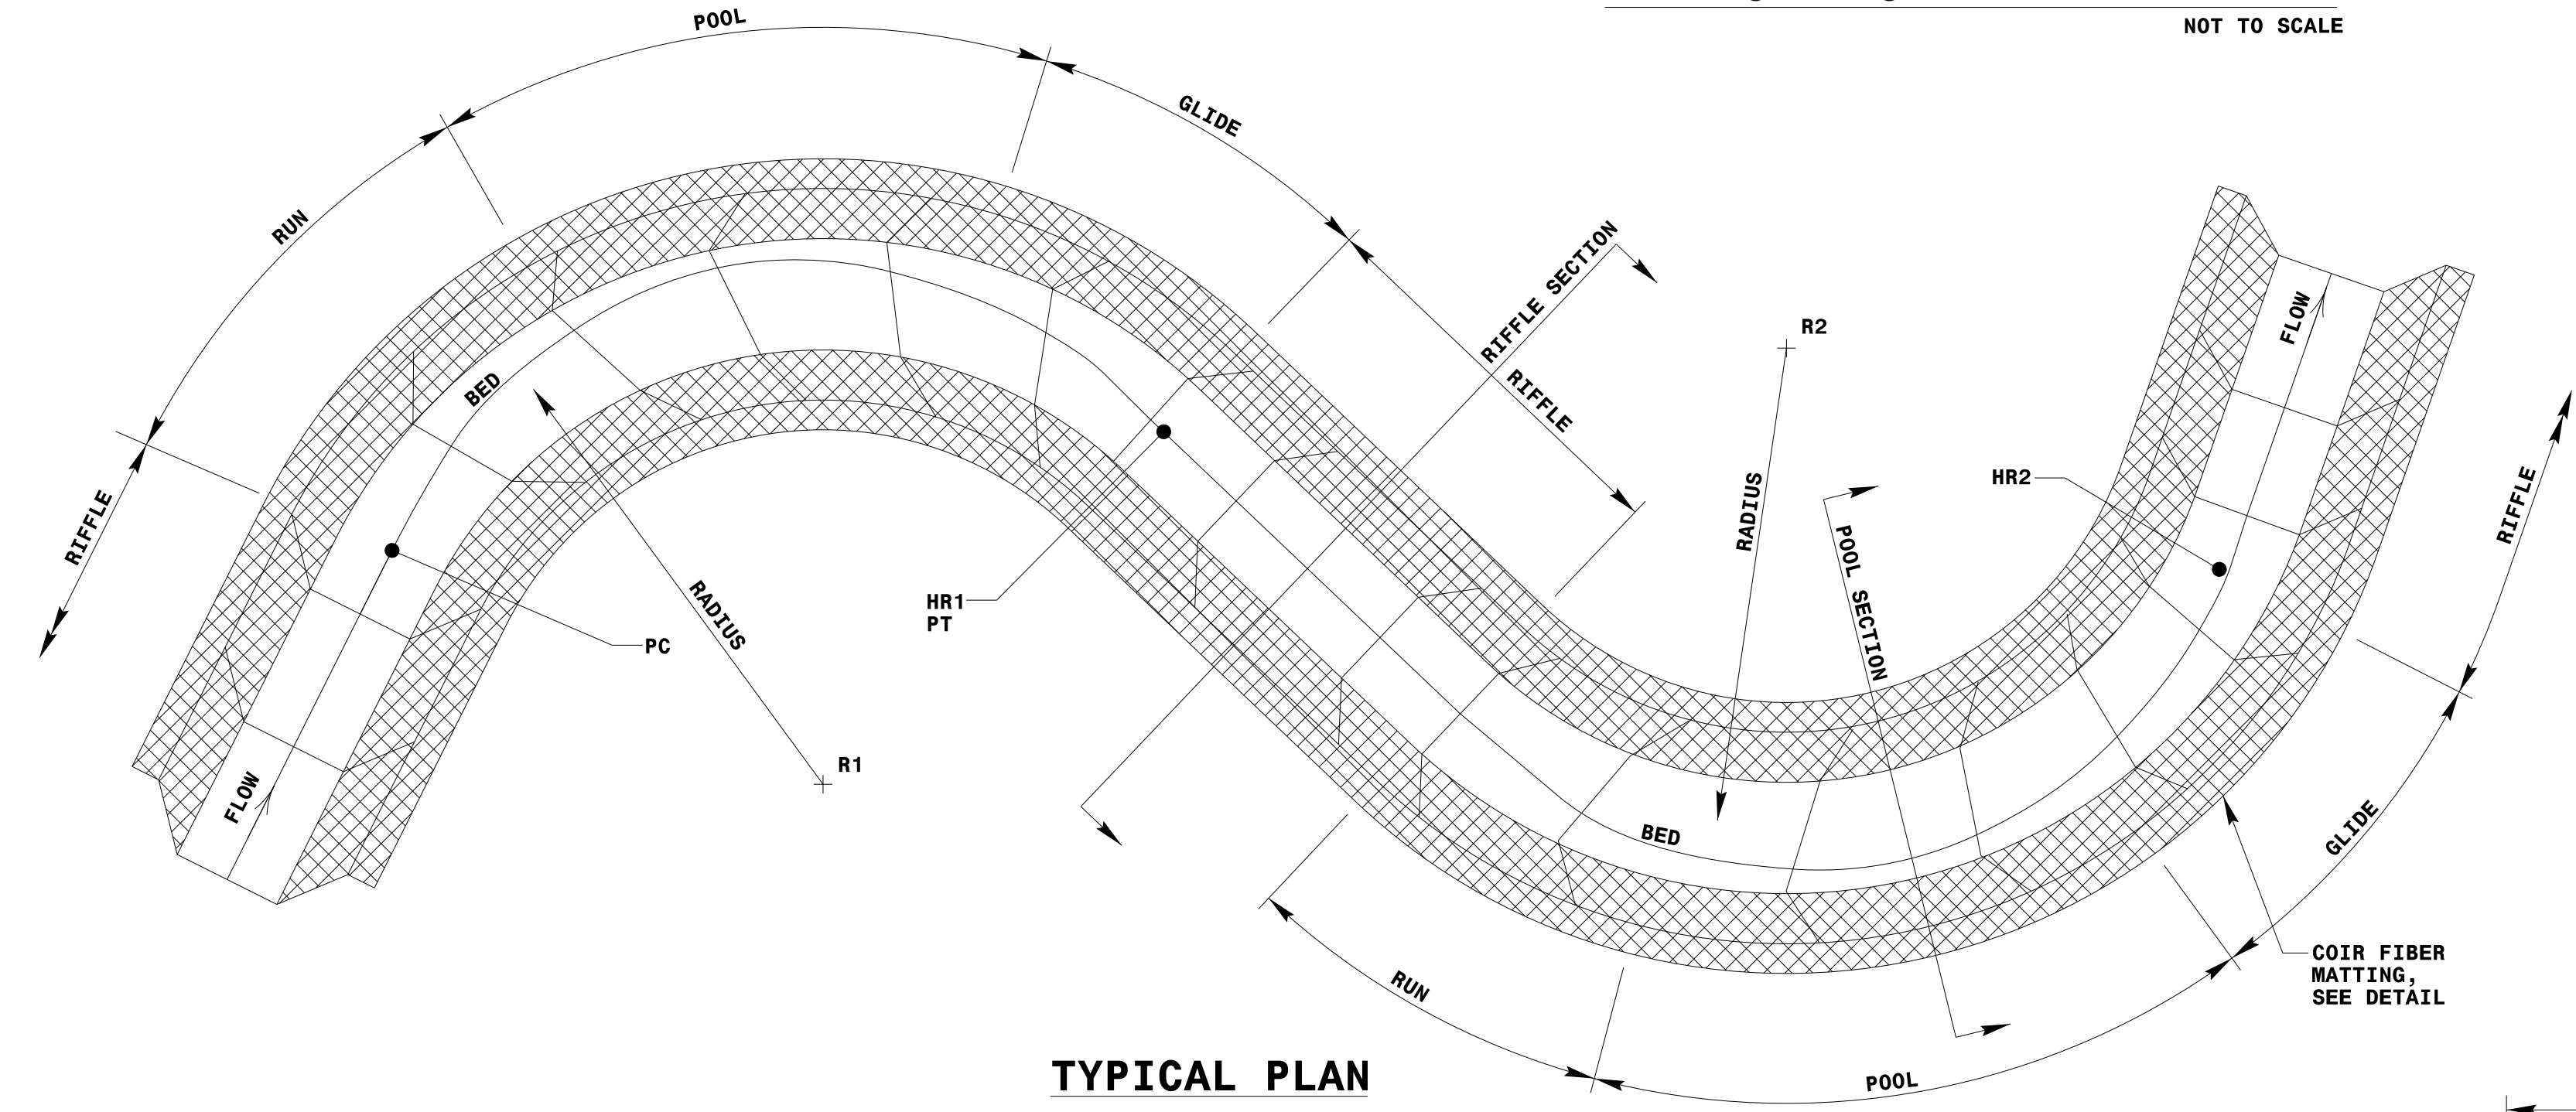 NOT TO SCALE
POOL
GLIDE
RUN
RIFFLE SECTION
R2
FLOW
RIFFLE
BED
RADIUS
HR2
POOL SECTION
RIFFLE
RIFFLE
HR1
PT
RADIUS
PC
R1
FLOW
BED
GLIDE
COIR FIBER
MATTING,
SEE DETAIL
RUN
POOL
TYPICAL PLAN